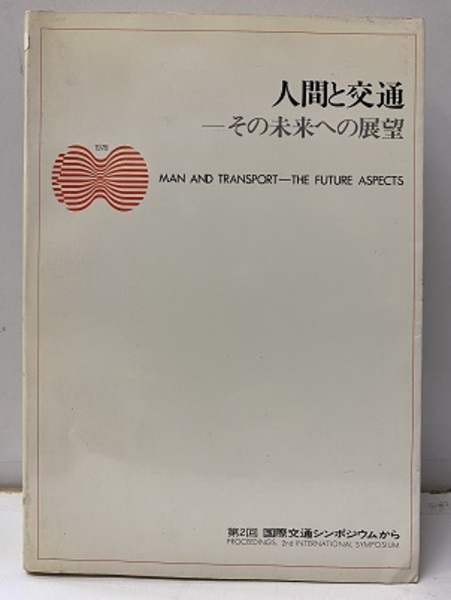 人間と交通
—その未来への展望
1978
MAN AND TRANSPORT—THE FUTURE ASPECTS
第2回 国際交通シンポジウムから
PROCEEDINGS, 2nd INTERNATIONAL SYMPOSIUM